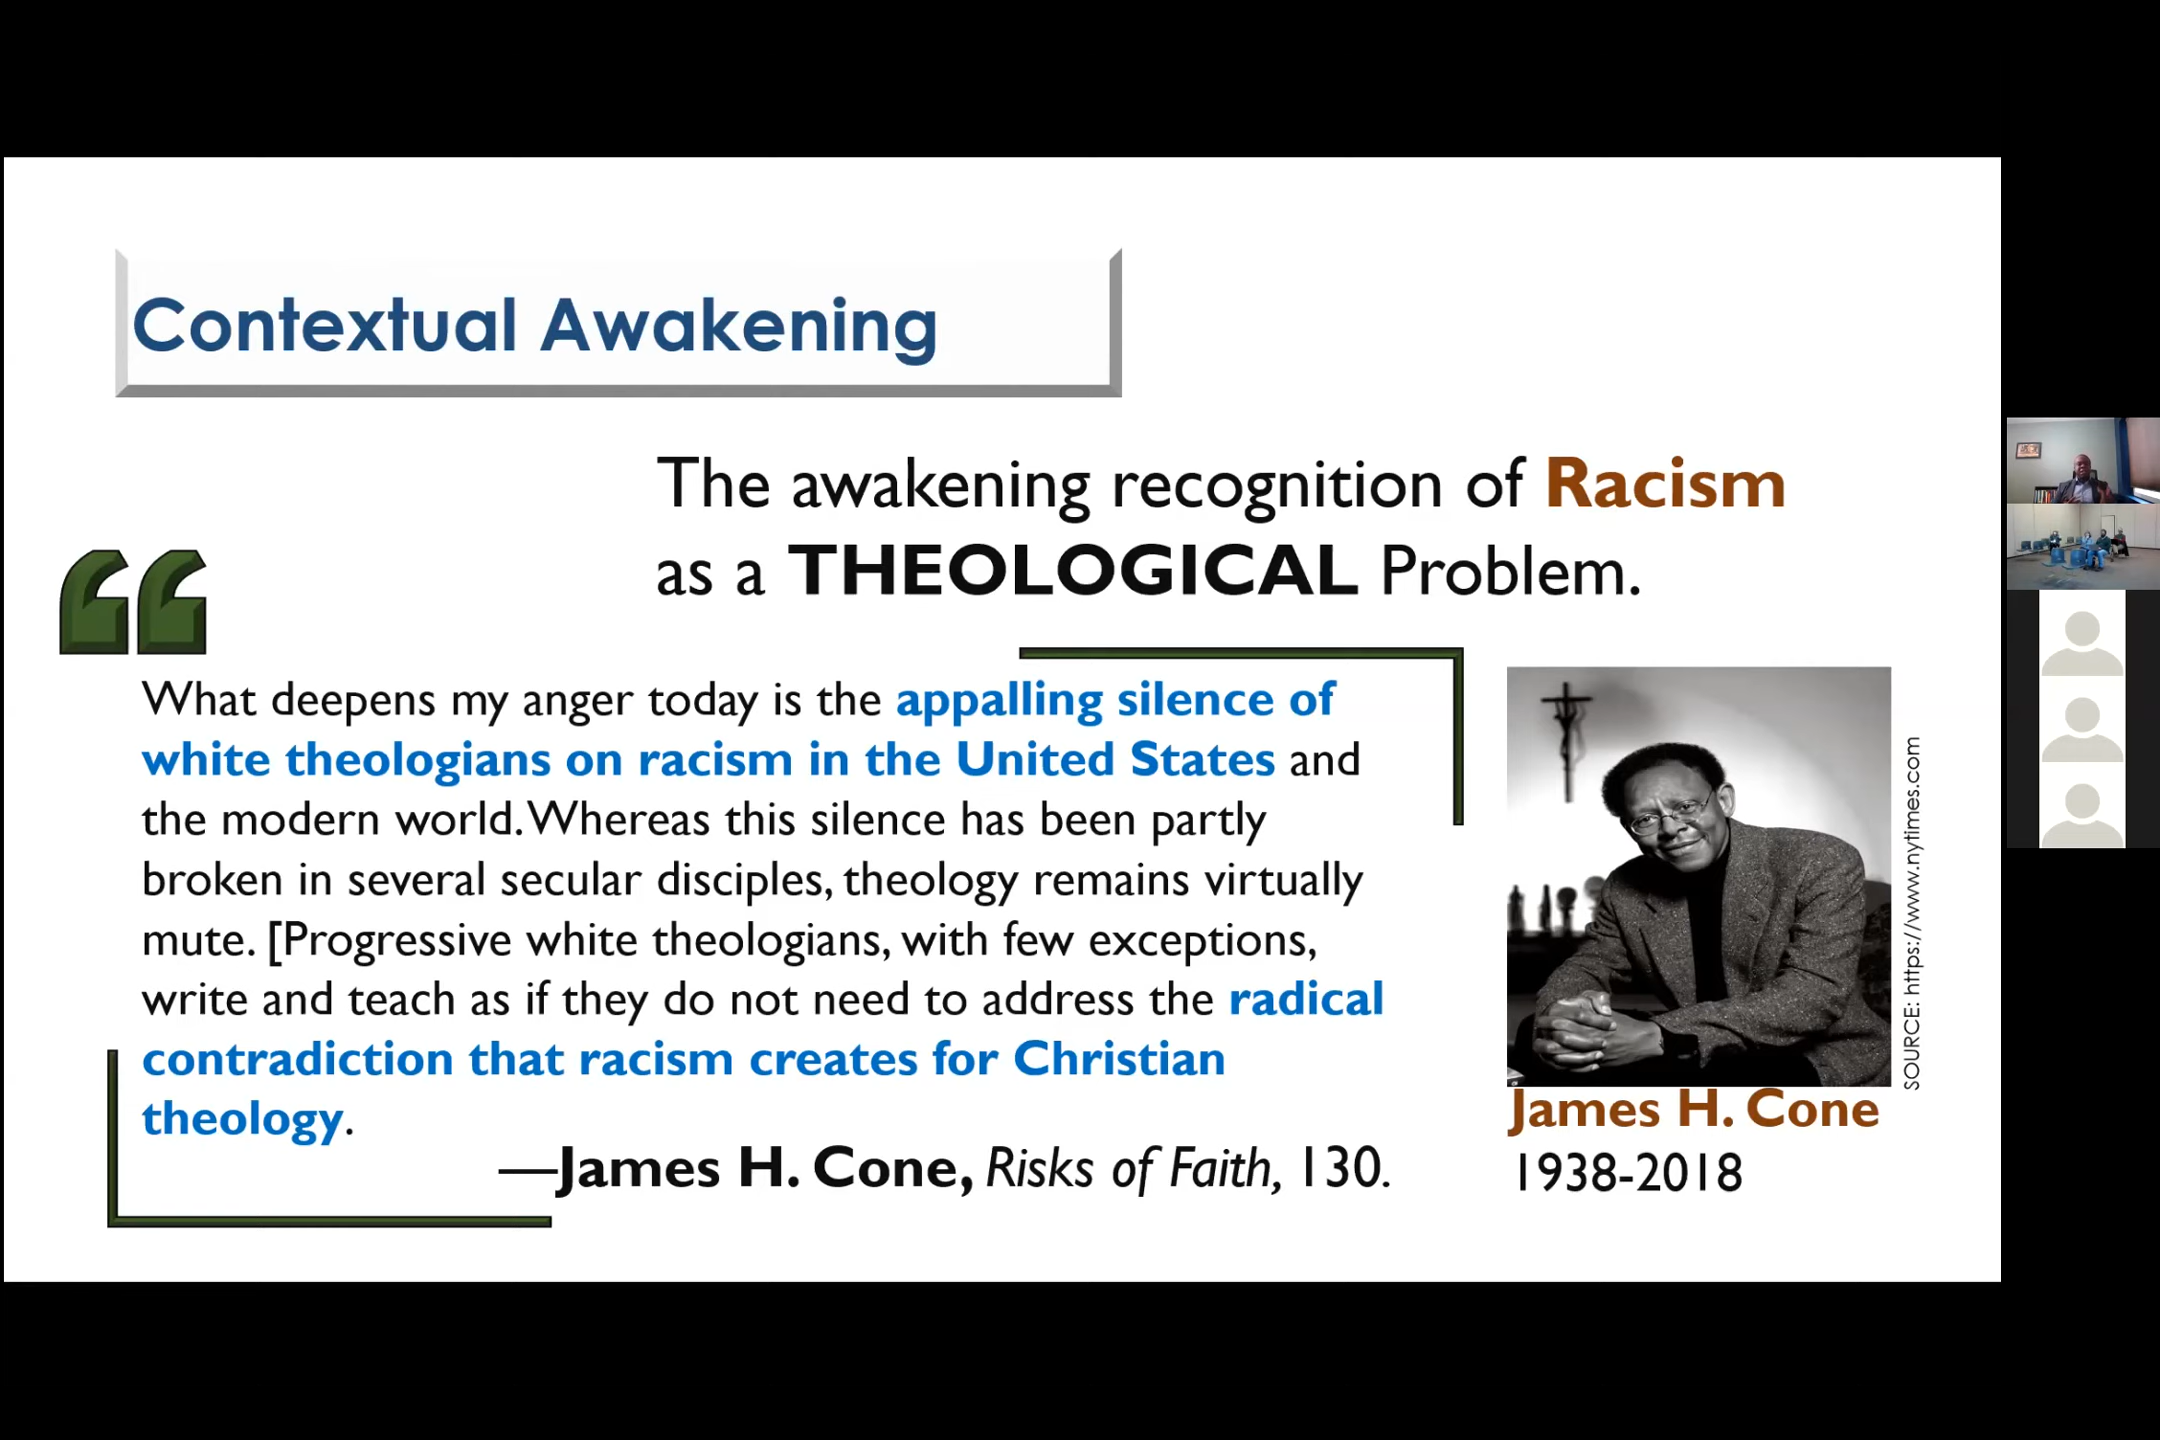 Contextual Awakening
The awakening recognition of Racism
as a THEOLOGICAL Problem.
“
What deepens my anger today is the appalling silence of
white theologians on racism in the United States and
the modern world. Whereas this silence has been partly
broken in several secular disciples, theology remains virtually
mute. [Progressive white theologians, with few exceptions,
write and teach as if they do not need to address the radical
contradiction that racism creates for Christian
theology.
—James H. Cone, Risks of Faith, 130.
SOURCE: https://www.nytimes.com
James H. Cone
1938-2018